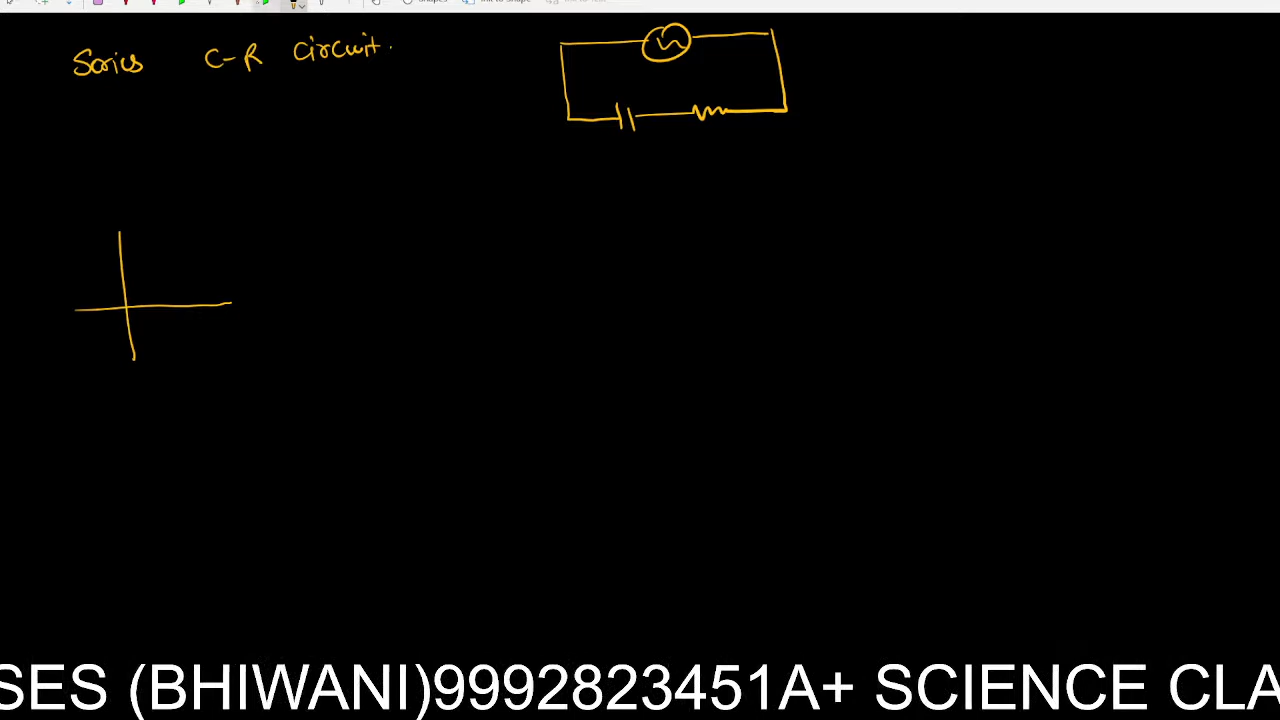 Series C-R Circuit.
SES (BHIWANI)9992823451A+ SCIENCE CLA